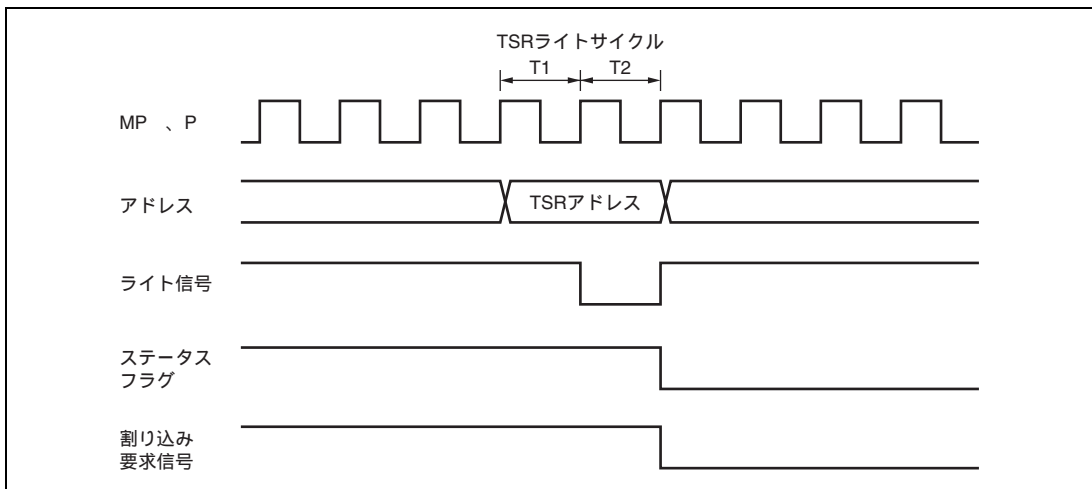 TSRライトサイクル
T1 T2
MP 、P
アドレス
TSRアドレス
ライト信号
ステータス
フラグ
割り込み
要求信号